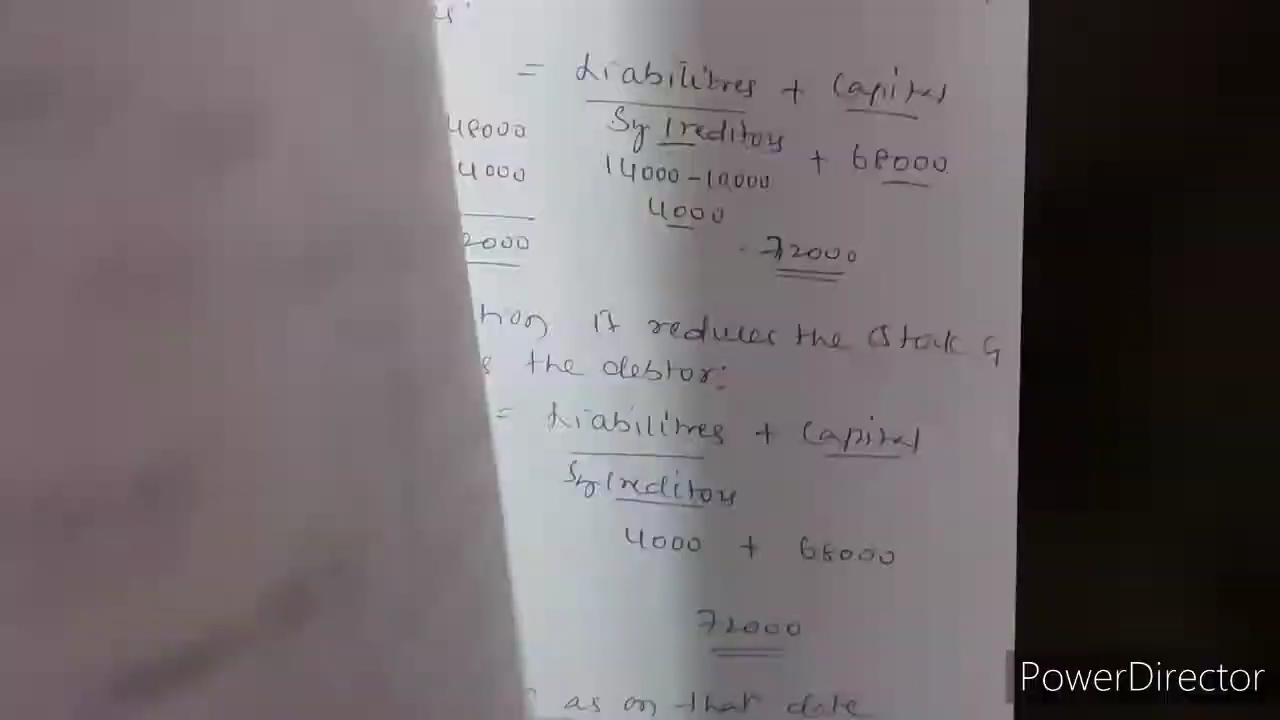 = Liabilities + Capital
48000 Sy Creditors + 68000
4000 14000-10000
4000
2000 72000
it reduces the Stock &
the debtor:
= Liabilities + Capital
Sy Creditors
4000 + 68000
72000
as on that date
PowerDirector